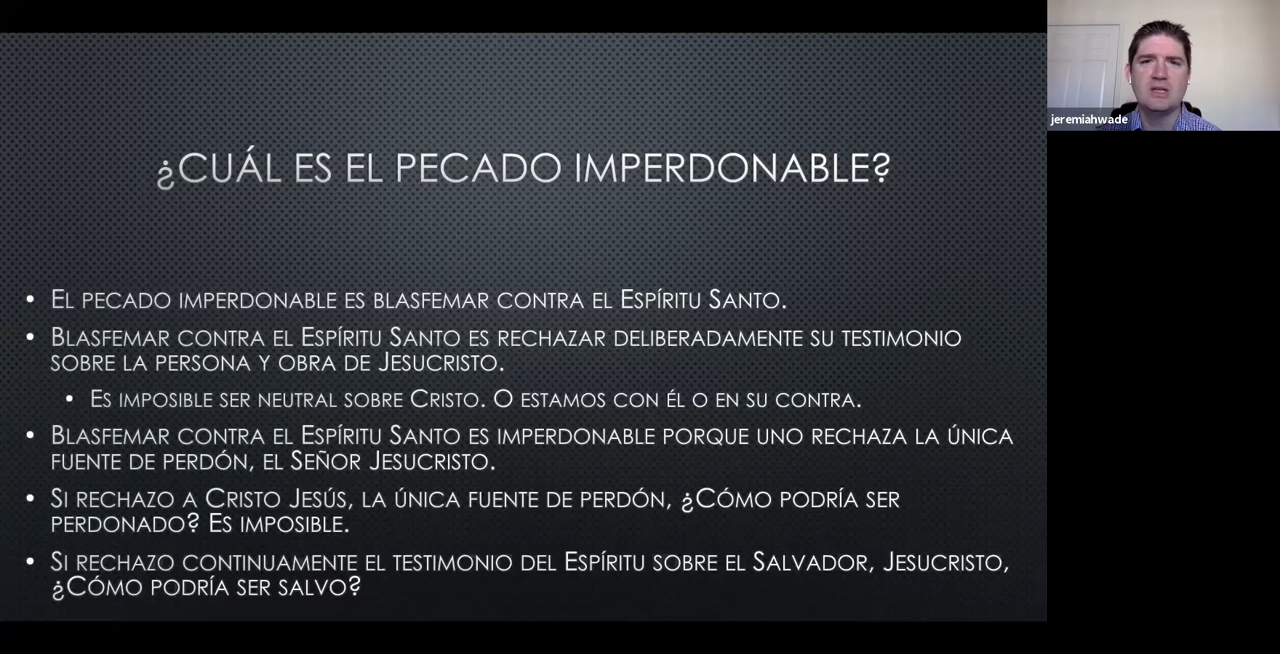 ¿CUÁL ES EL PECADO IMPERDONABLE?
• EL PECADO IMPERDONABLE ES BLASFEMAR CONTRA EL ESPÍRITU SANTO.
• BLASFEMAR CONTRA EL ESPÍRITU SANTO ES RECHAZAR DELIBERADAMENTE SU TESTIMONIO
SOBRE LA PERSONA Y OBRA DE JESUCRISTO.
• ES IMPOSIBLE SER NEUTRAL SOBRE CRISTO. O ESTAMOS CON ÉL O EN SU CONTRA.
• BLASFEMAR CONTRA EL ESPÍRITU SANTO ES IMPERDONABLE PORQUE UNO RECHAZA LA ÚNICA
FUENTE DE PERDÓN, EL SEÑOR JESUCRISTO.
• SI RECHAZO A CRISTO JESÚS, LA ÚNICA FUENTE DE PERDÓN, ¿CÓMO PODRÍA SER
PERDONADO? ES IMPOSIBLE.
• SI RECHAZO CONTINUAMENTE EL TESTIMONIO DEL ESPÍRITU SOBRE EL SALVADOR, JESUCRISTO,
¿CÓMO PODRÍA SER SALVO?
jeremiahwade